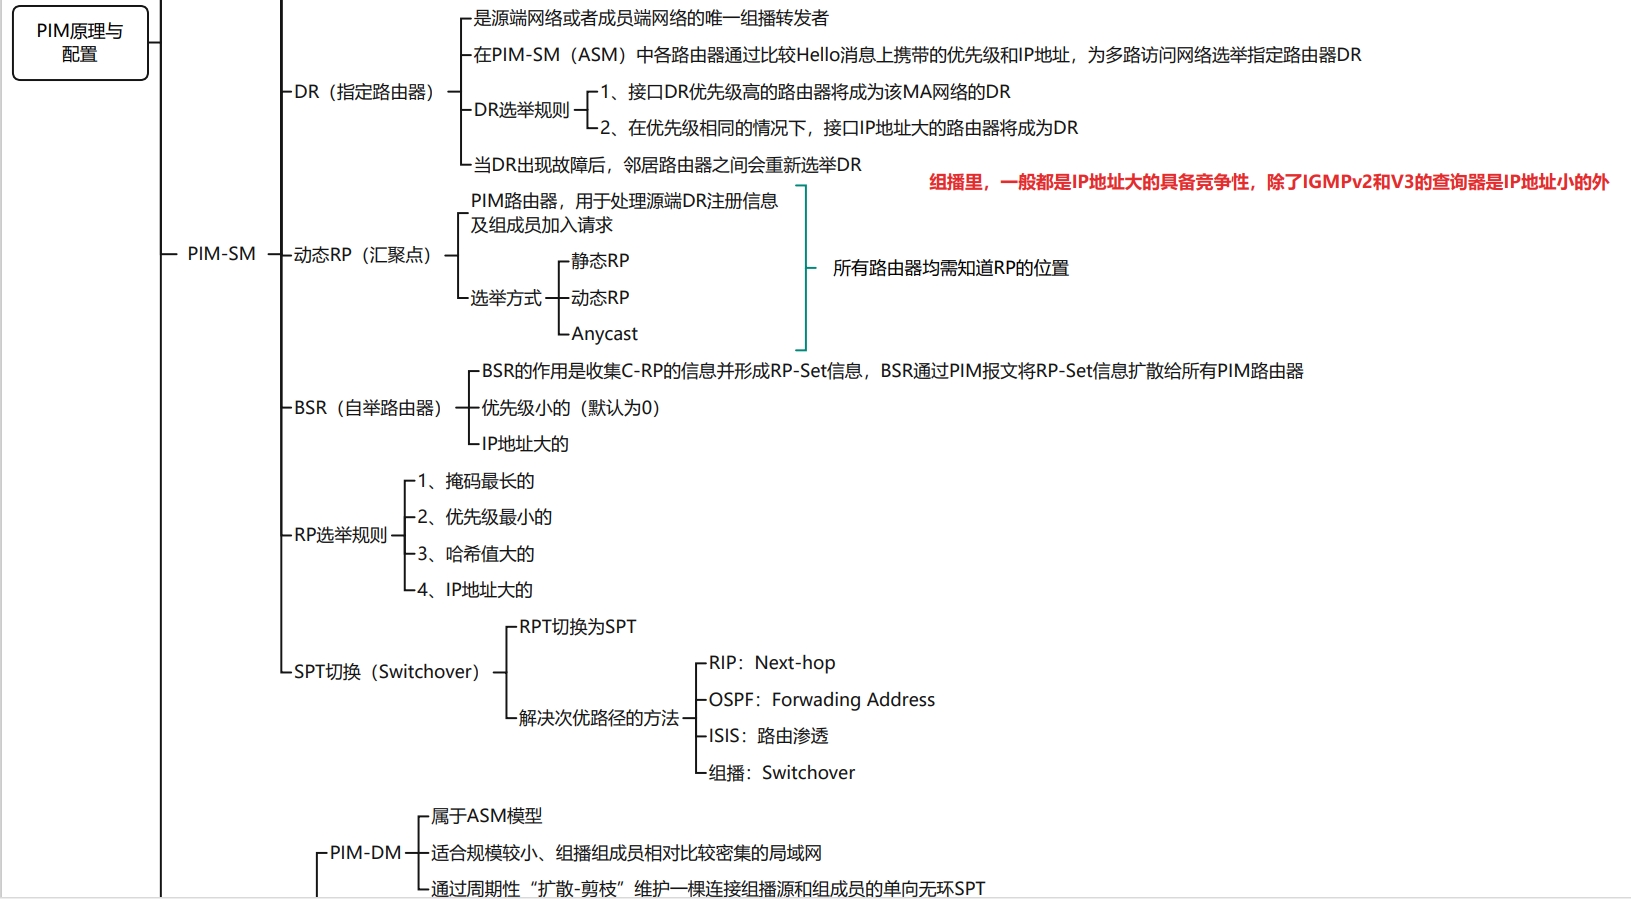 PIM原理与
配置
PIM-SM
DR（指定路由器）
是源端网络或者成员端网络的唯一组播转发者
在PIM-SM（ASM）中各路由器通过比较Hello消息上携带的优先级和IP地址，为多路访问网络选举指定路由器DR
DR选举规则
1、接口DR优先级高的路由器将成为该MA网络的DR
2、在优先级相同的情况下，接口IP地址大的路由器将成为DR
当DR出现故障后，邻居路由器之间会重新选举DR
组播里，一般都是IP地址大的具备竞争性，除了IGMPv2和V3的查询器是IP地址小的外
动态RP（汇聚点）
PIM路由器，用于处理源端DR注册信息
及组成员加入请求
选举方式
静态RP
动态RP
Anycast
所有路由器均需知道RP的位置
BSR（自举路由器）
BSR的作用是收集C-RP的信息并形成RP-Set信息，BSR通过PIM报文将RP-Set信息扩散给所有PIM路由器
优先级小的（默认为0）
IP地址大的
RP选举规则
1、掩码最长的
2、优先级最小的
3、哈希值大的
4、IP地址大的
SPT切换（Switchover）
RPT切换为SPT
解决次优路径的方法
RIP：Next-hop
OSPF：Forwading Address
ISIS：路由渗透
组播：Switchover
PIM-DM
属于ASM模型
适合规模较小、组播组成员相对比较密集的局域网
通过周期性“扩散-剪枝”维护一棵连接组播源和组成员的单向无环SPT